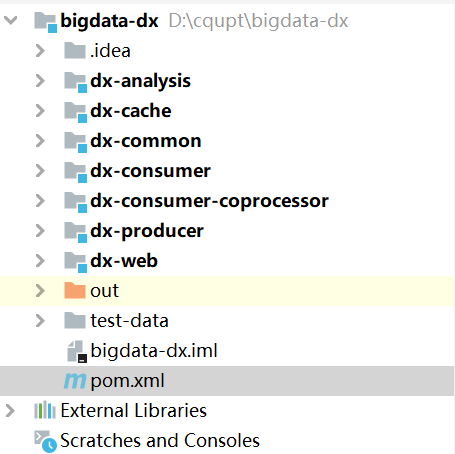 bigdata-dx D:\cqupt\bigdata-dx
.idea
dx-analysis
dx-cache
dx-common
dx-consumer
dx-consumer-coprocessor
dx-producer
dx-web
out
test-data
bigdata-dx.iml
pom.xml
External Libraries
Scratches and Consoles